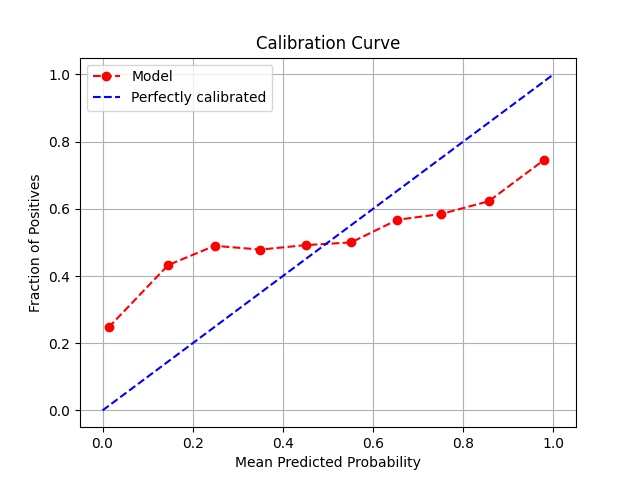 Calibration Curve
Model
Perfectly calibrated
Fraction of Positives
1.0
0.8
0.6
0.4
0.2
0.0
0.0 0.2 0.4 0.6 0.8 1.0
Mean Predicted Probability